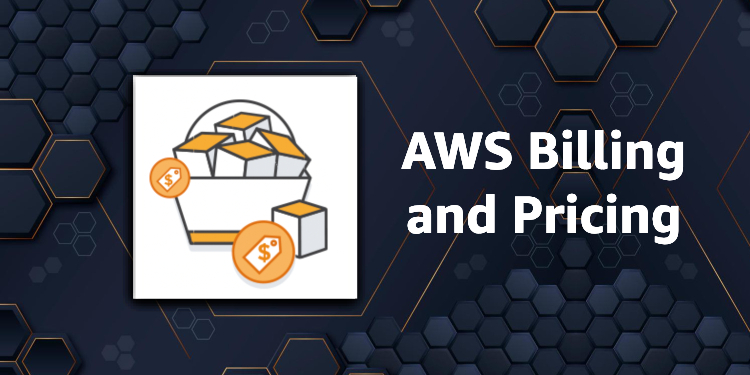 AWS Billing
and Pricing
$
$